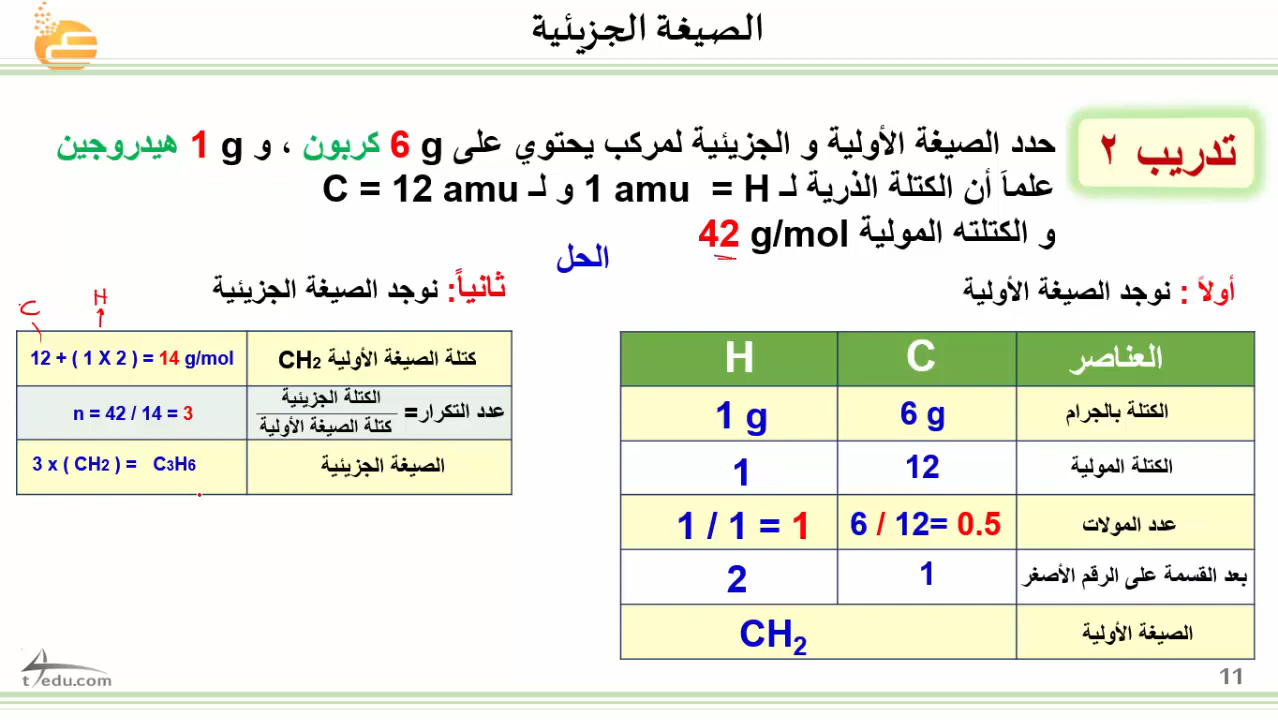 الصيغة الجزيئية
تدريب ٢
حدد الصيغة الأولية و الجزيئية لمركب يحتوي على 6 g كربون ، و 1 g هيدروجين
علماً أن الكتلة الذرية لـ H = 1 amu و لـ C = 12 amu
و الكتلته المولية 42 g/mol
الحل
أولاً : نوجد الصيغة الأولية
العناصر C H
الكتلة بالجرام 6 g 1 g
الكتلة المولية 12 1
عدد المولات 6 / 12= 0.5 1 / 1 = 1
بعد القسمة على الرقم الأصغر 1 2
الصيغة الأولية CH2
ثانياً: نوجد الصيغة الجزيئية
C H
كتلة الصيغة الأولية CH2 12 + ( 1 X 2 ) = 14 g/mol
عدد التكرار= الكتلة الجزيئية / كتلة الصيغة الأولية n = 42 / 14 = 3
الصيغة الجزيئية 3 x ( CH2 ) = C3H6
t4edu.com
11